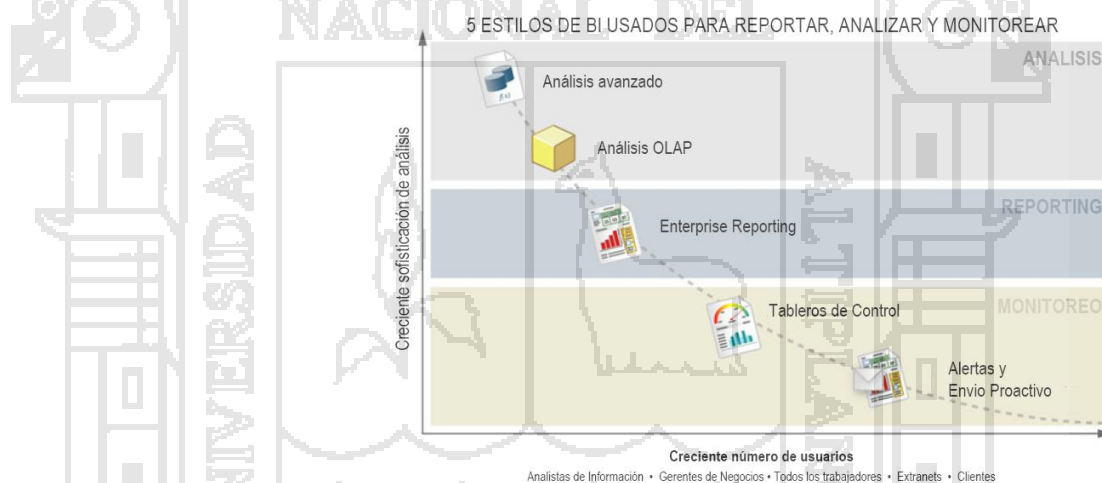 NACIONAL DEL
5 ESTILOS DE BI USADOS PARA REPORTAR, ANALIZAR Y MONITOREAR
ANALISIS
Análisis avanzado
Análisis OLAP
Creciente sofisticación de análisis
REPORTING
Enterprise Reporting
MONITOREO
Tableros de Control
Alertas y
Envio Proactivo
Creciente número de usuarios
Analistas de Información • Gerentes de Negocios • Todos los trabajadores • Extranets • Clientes
UNIVERSIDAD